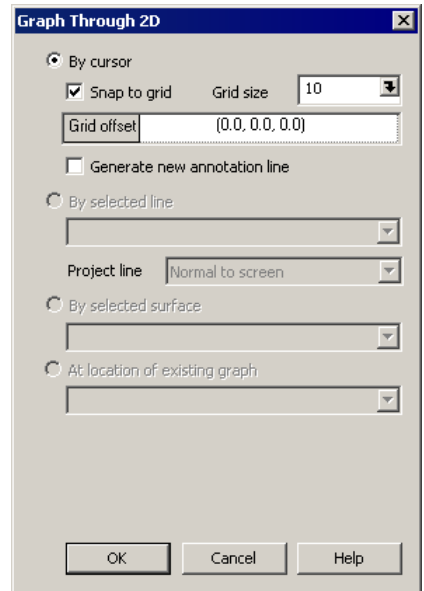 Graph Through 2D
By cursor
Snap to grid Grid size 10
Grid offset (0.0, 0.0, 0.0)
Generate new annotation line
By selected line
Project line Normal to screen
By selected surface
At location of existing graph
OK Cancel Help